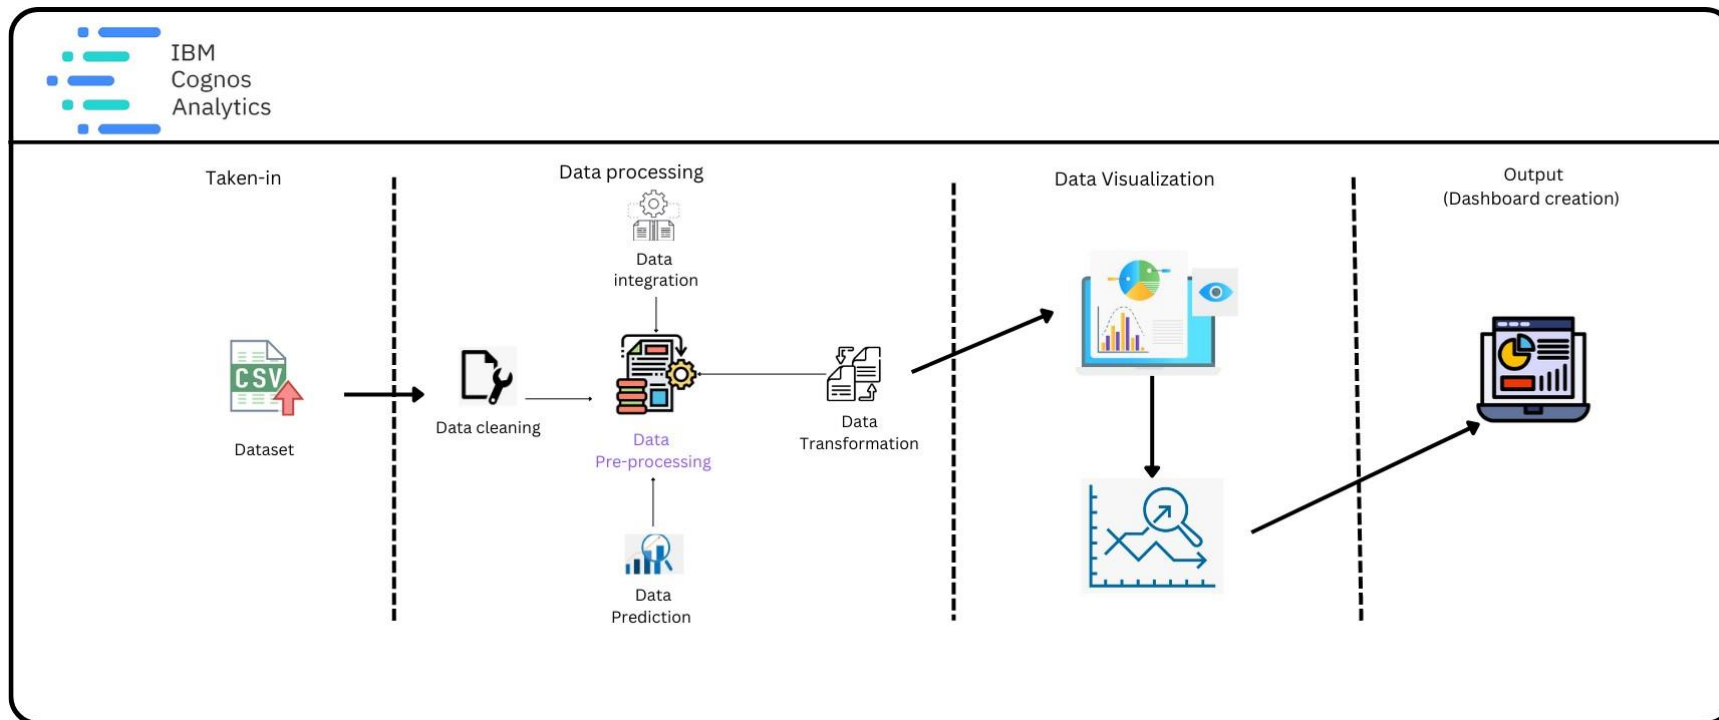 IBM
Cognos
Analytics
Taken-in
Data processing
Data Visualization
Output
(Dashboard creation)
Data
integration
CSV
Dataset
Data cleaning
Data
Pre-processing
Data
Transformation
Data
Prediction